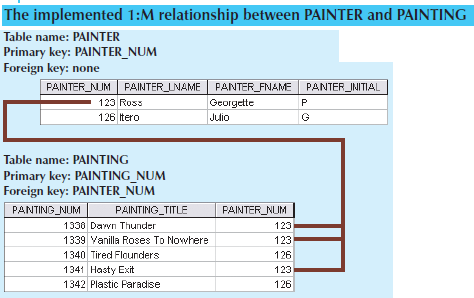 The implemented 1:M relationship between PAINTER and PAINTING
Table name: PAINTER
Primary key: PAINTER_NUM
Foreign key: none
PAINTER_NUM PAINTER_LNAME PAINTER_FNAME PAINTER_INITIAL
123 Ross Georgette P
126 Itero Julio G
Table name: PAINTING
Primary key: PAINTING_NUM
Foreign key: PAINTER_NUM
PAINTING_NUM PAINTING_TITLE PAINTER_NUM
1338 Dawn Thunder 123
1339 Vanilla Roses To Nowhere 123
1340 Tired Flounders 126
1341 Hasty Exit 123
1342 Plastic Paradise 126